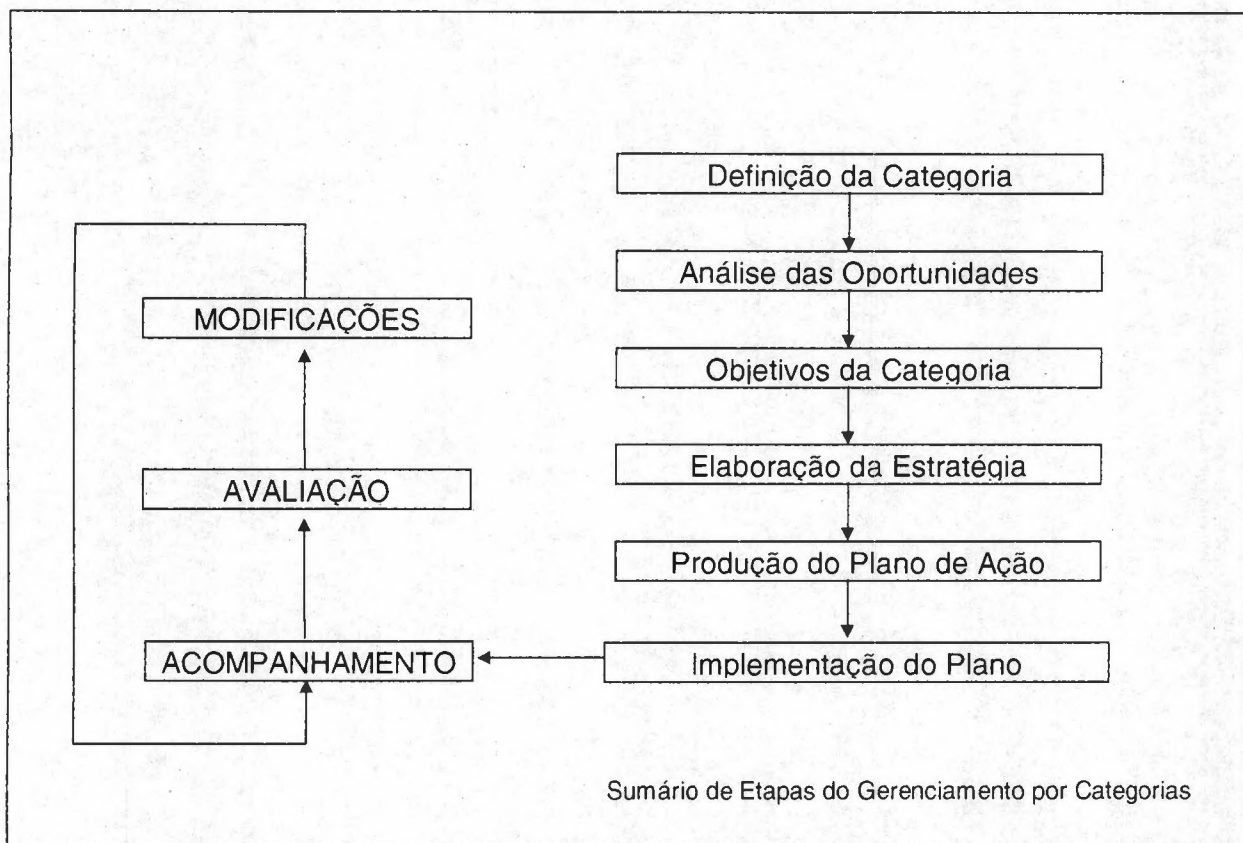 Definição da Categoria
Análise das Oportunidades
Objetivos da Categoria
Elaboração da Estratégia
Produção do Plano de Ação
Implementação do Plano
ACOMPANHAMENTO
AVALIAÇÃO
MODIFICAÇÕES
Sumário de Etapas do Gerenciamento por Categorias